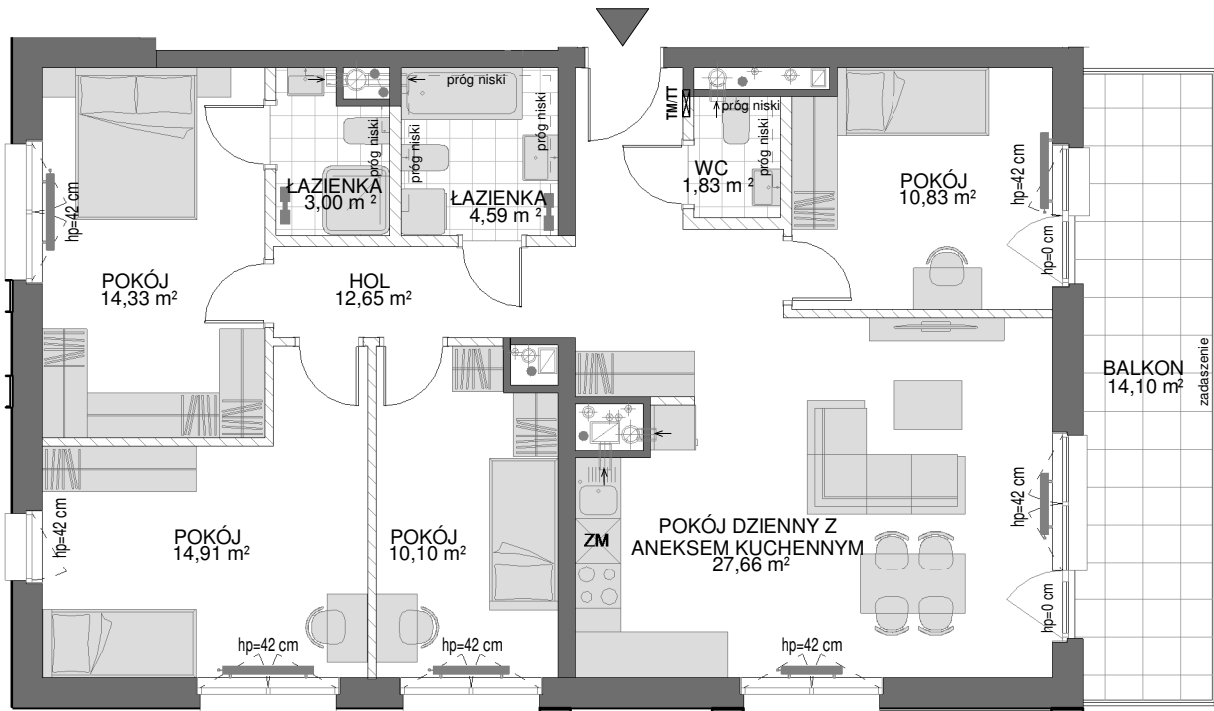 próg niski
próg niski
próg niski
próg niski
próg niski
TM/TT
próg niski
próg niski
WC
1,83 m²
POKÓJ
10,83 m²
hp=42 cm
hp=0 cm
ŁAZIENKA
3,00 m²
ŁAZIENKA
4,59 m²
hp=42 cm
POKÓJ
14,33 m²
HOL
12,65 m²
BALKON
14,10 m²
zadaszenie
hp=42 cm
POKÓJ
14,91 m²
POKÓJ
10,10 m²
ZM
POKÓJ DZIENNY Z
ANEKSEM KUCHENNYM
27,66 m²
hp=42 cm
hp=0 cm
hp=42 cm
hp=42 cm
hp=42 cm